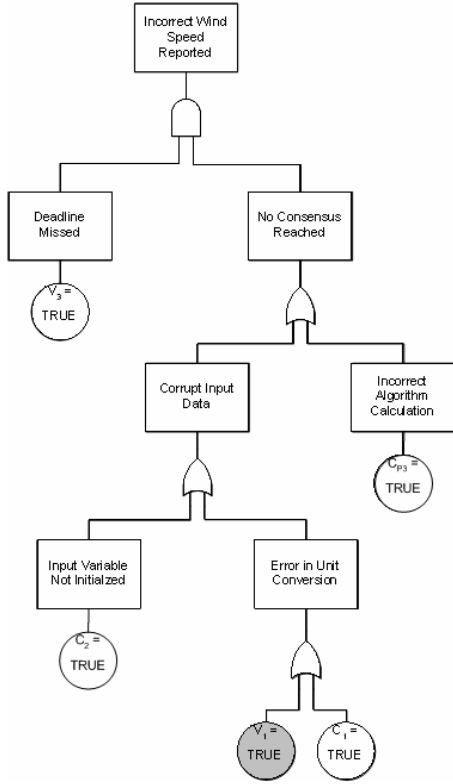 Incorrect Wind
Speed
Reported
Deadline
Missed
No Consensus
Reached
V3 =
TRUE
Corrupt Input
Data
Incorrect
Algorithm
Calculation
CP3 =
TRUE
Input Variable
Not Initialzed
Error in Unit
Conversion
C2 =
TRUE
V1 =
TRUE
C1 =
TRUE